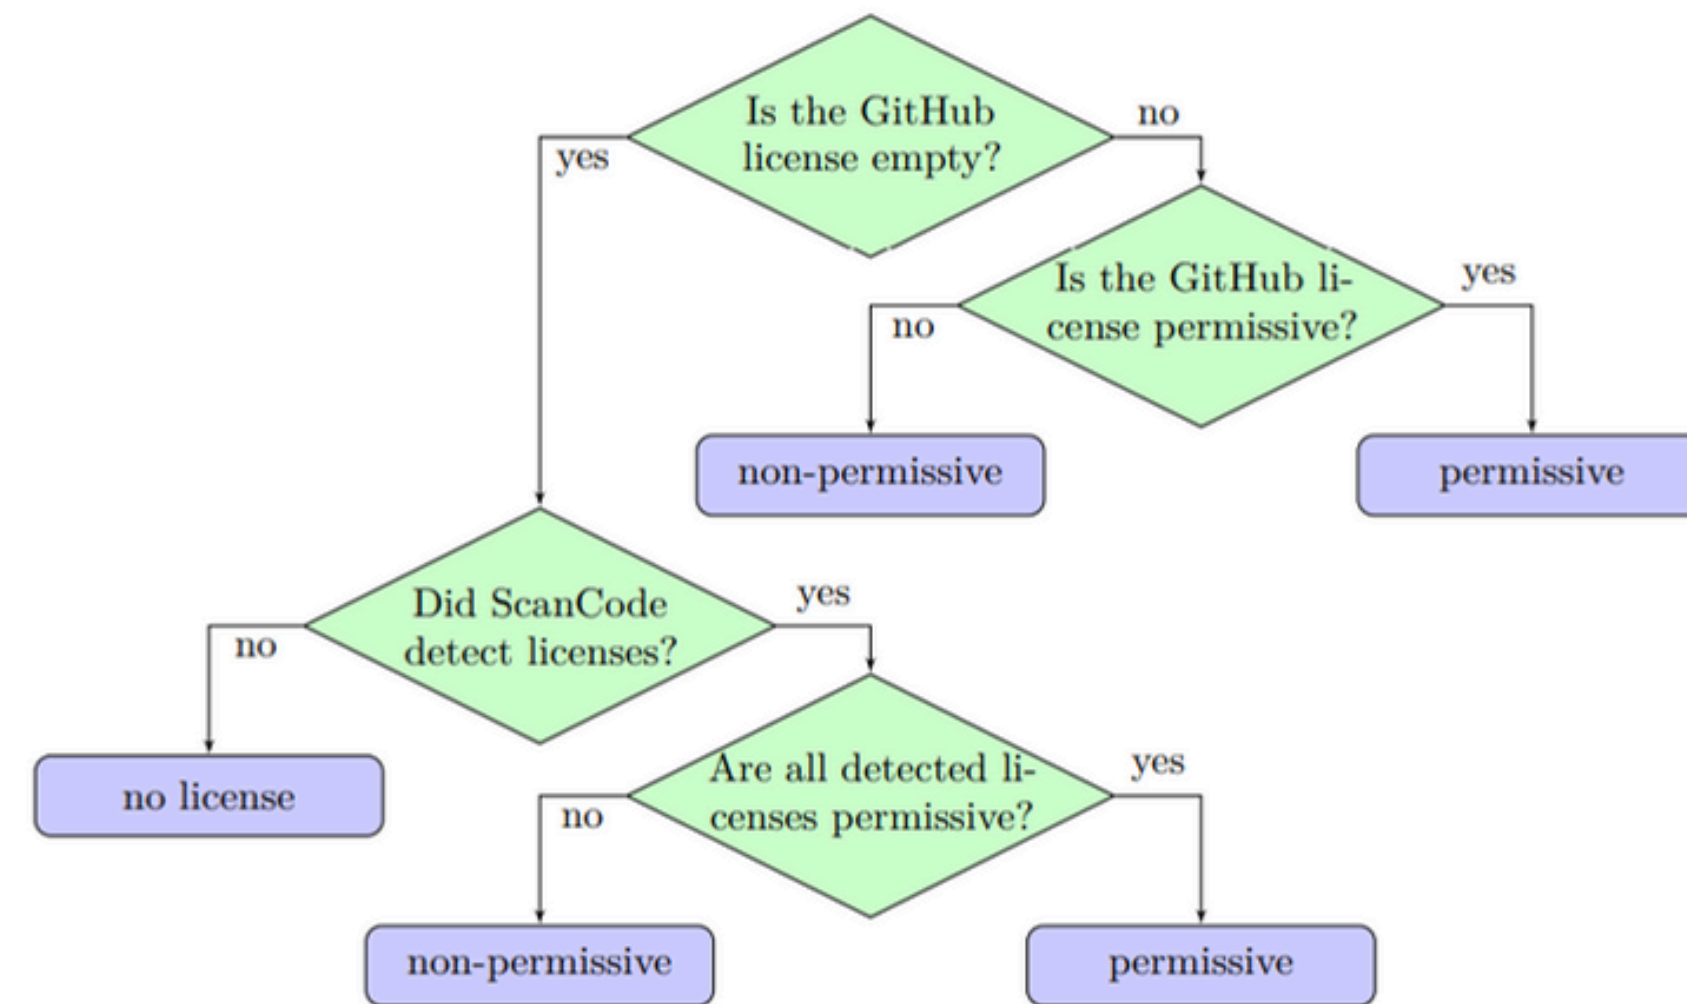 Is the GitHub
license empty?
no
yes
Is the GitHub li-
cense permissive?
yes
no
non-permissive
permissive
Did ScanCode
detect licenses?
yes
no
no license
Are all detected li-
censes permissive?
yes
no
non-permissive
permissive